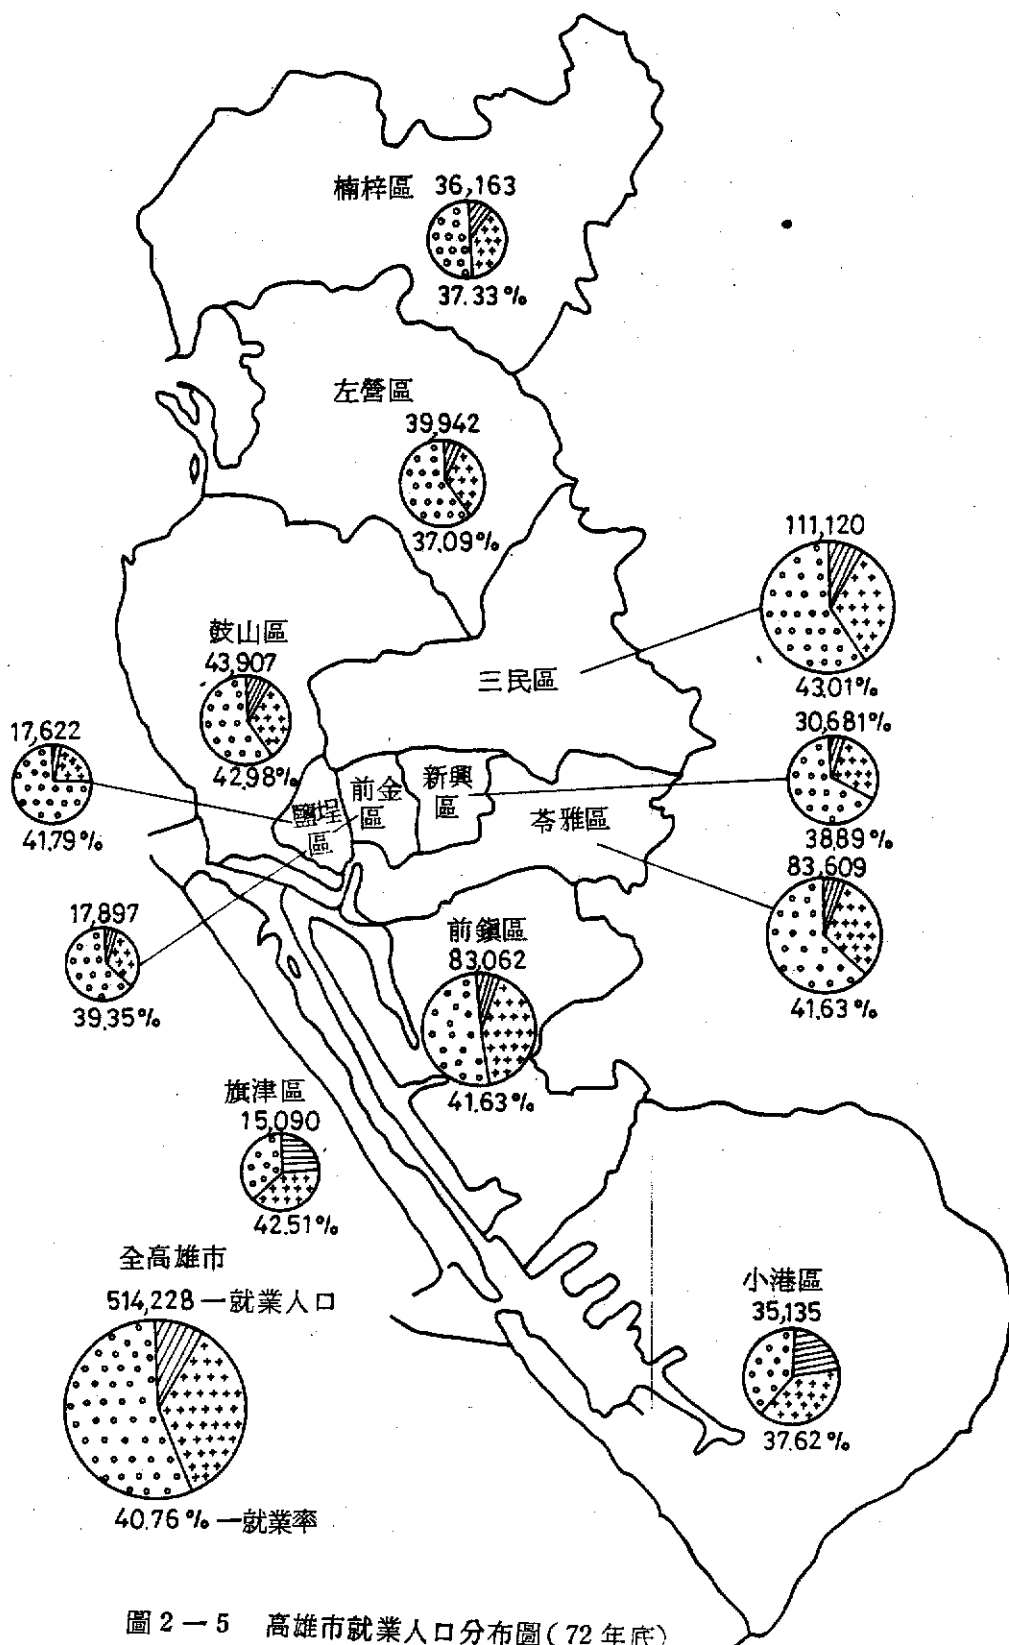 楠梓區 36,163
37.33%
左營區
39,942
37.09%
111,120
三民區
43.01%
鼓山區
43,907
42.98%
17,622
41.79%
鹽埕區
前金區
新興區
30,681%
38.89%
苓雅區
83,609
41.63%
17,897
39.35%
前鎮區
83,062
41.63%
旗津區
15,090
42.51%
全高雄市
514,228—就業人口
40.76%—就業率
小港區
35,135
37.62%
圖2—5 高雄市就業人口分布圖(72年底)